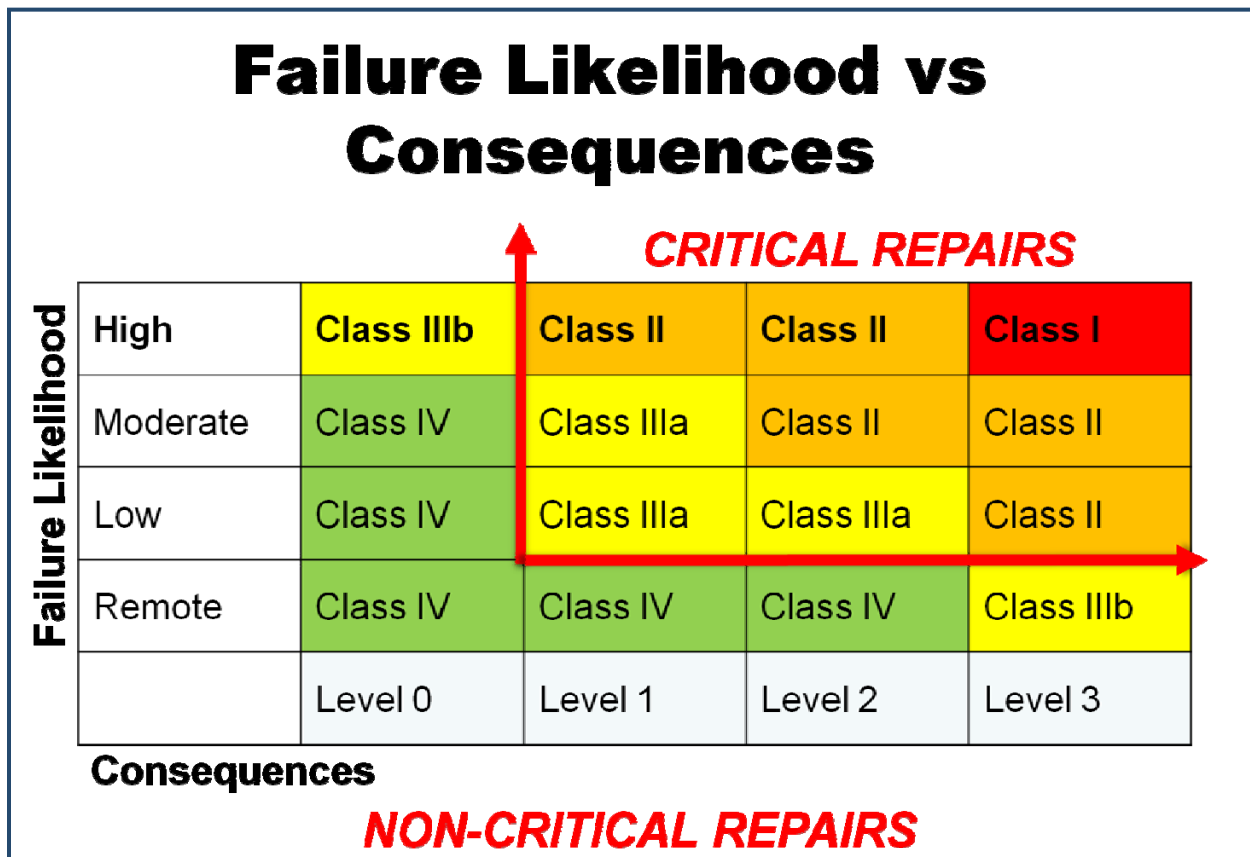 Failure Likelihood vs
Consequences
CRITICAL REPAIRS
Failure Likelihood
High Class IIIb Class II Class II Class I
Moderate Class IV Class IIIa Class II Class II
Low Class IV Class IIIa Class IIIa Class II
Remote Class IV Class IV Class IV Class IIIb
Level 0 Level 1 Level 2 Level 3
Consequences
NON-CRITICAL REPAIRS